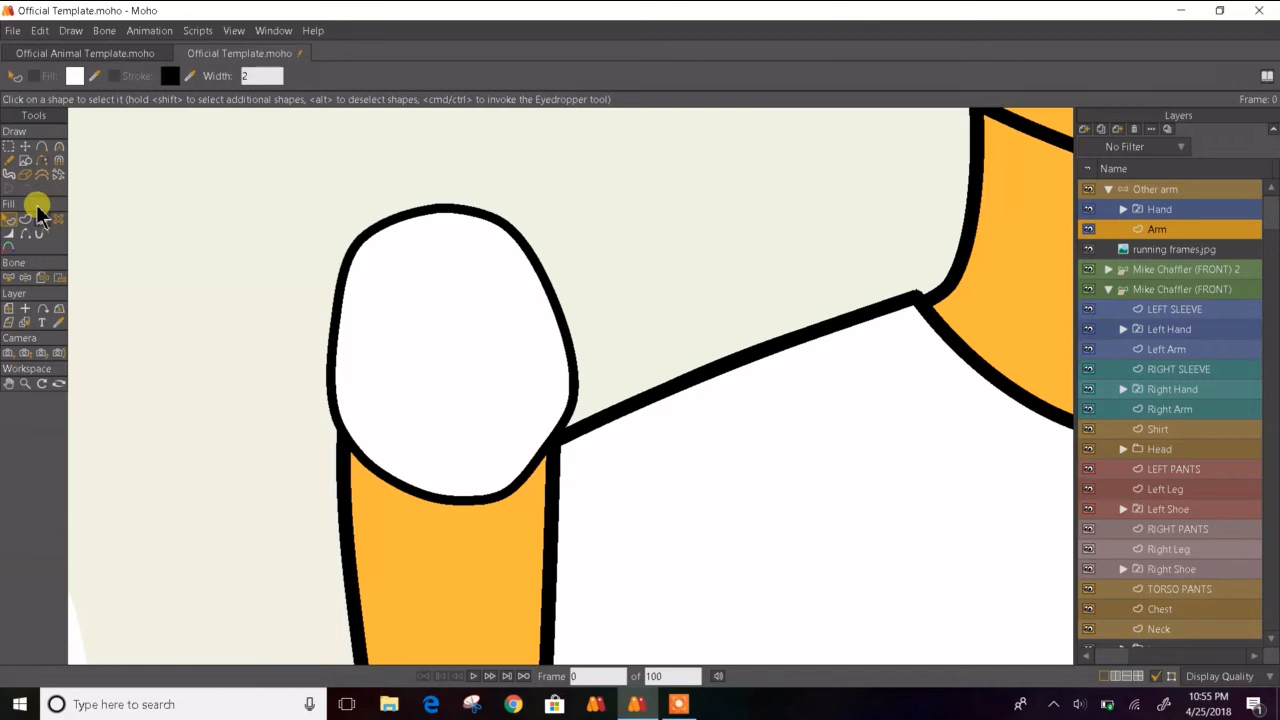 Official Template.moho - Moho
File Edit Draw Bone Animation Scripts View Window Help
Official Animal Template.moho Official Template.moho
Fill: Stroke: Width: 2
Click on a shape to select it (hold <shift> to select additional shapes, <alt> to deselect shapes, <cmd/ctrl> to invoke the Eyedropper tool) Frame: 0
Tools
Draw
Fill
Bone
Layer
Camera
Workspace
Layers
No Filter
Name
Other arm
Hand
Arm
running frames.jpg
Mike Chaffler (FRONT) 2
Mike Chaffler (FRONT)
LEFT SLEEVE
Left Hand
Left Arm
RIGHT SLEEVE
Right Hand
Right Arm
Shirt
Head
LEFT PANTS
Left Leg
Left Shoe
RIGHT PANTS
Right Leg
Right Shoe
TORSO PANTS
Chest
Neck
Frame 0 of 100
Display Quality
Type here to search
10:55 PM
4/25/2018